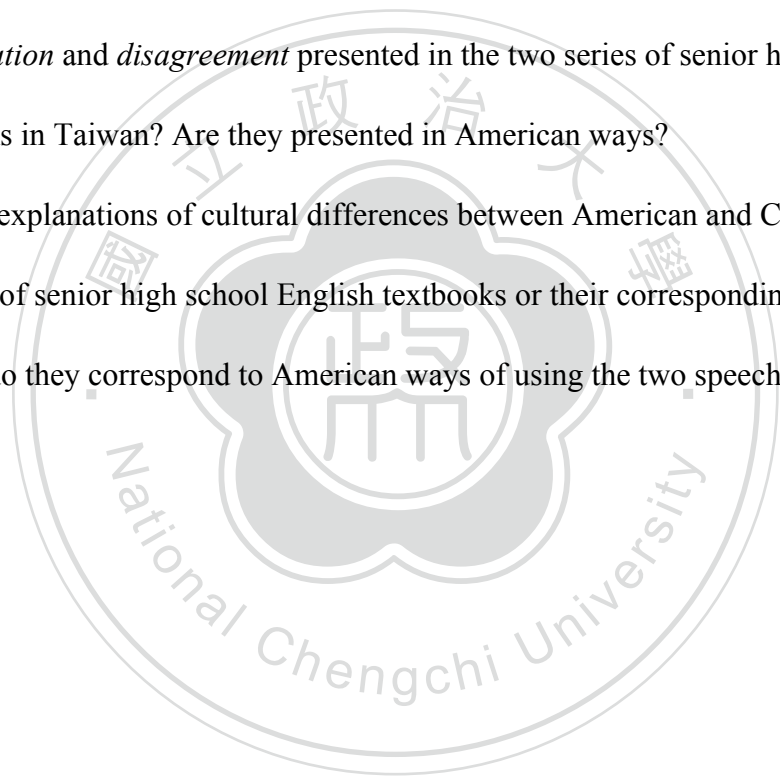 and disagreement presented in the two series of senior
s in Taiwan? Are they presented in American ways?
explanations of cultural differences between American and
of senior high school English textbooks or their
they correspond to American ways of using the two speech
國立政治大學
National Chengchi University